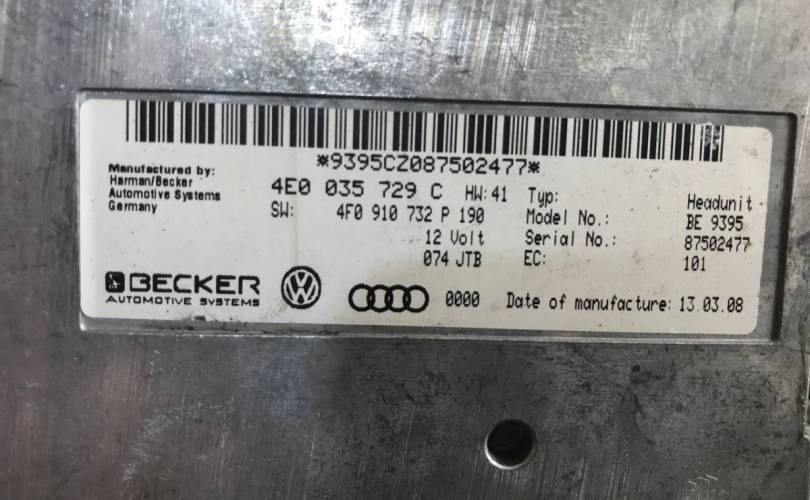 *9395CZ087502477*
Manufactured by:
Harman/Becker
Automotive Systems
Germany
4E0 035 729 C HW: 41
SW: 4F0 910 732 P 190
12 Volt
074 JTB
Typ: Headunit
Model No.: BE 9395
Serial No.: 87502477
EC: 101
BECKER
AUTOMOTIVE SYSTEMS
0000 Date of manufacture: 13.03.08